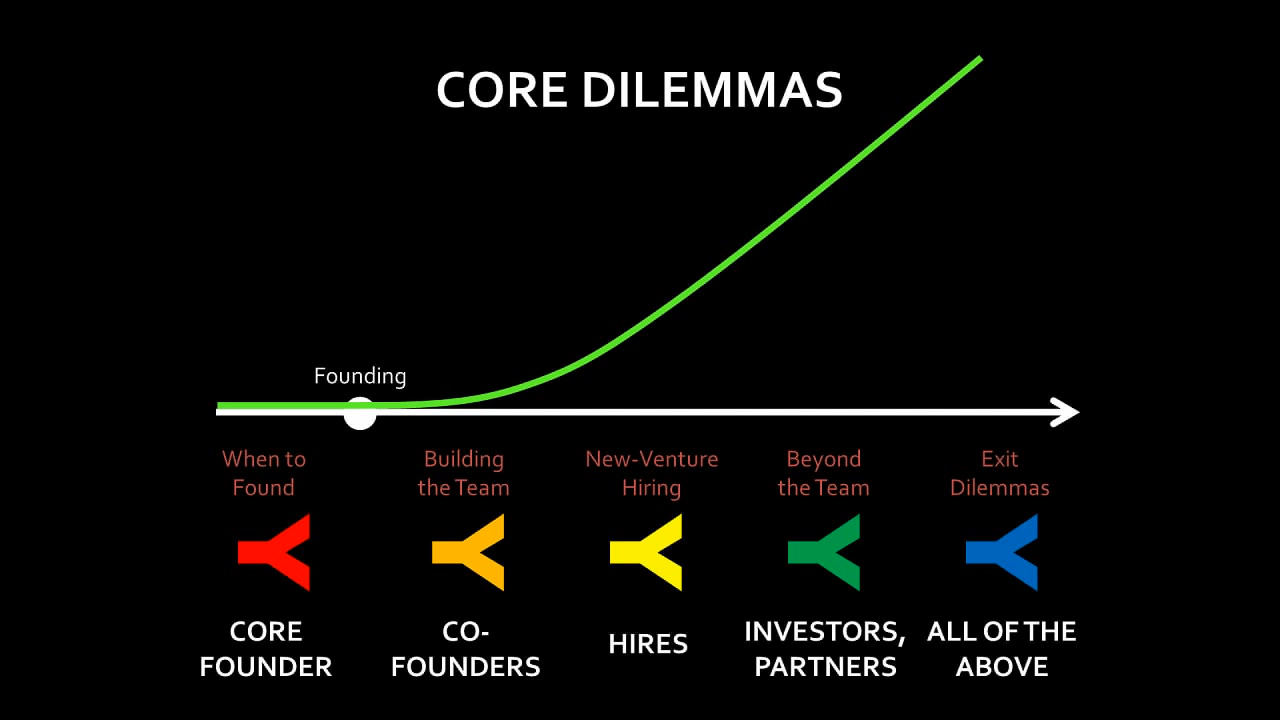 CORE DILEMMAS
Founding
When to
Found
Building
the Team
New-Venture
Hiring
Beyond
the Team
Exit
Dilemmas
CORE
FOUNDER
CO-
FOUNDERS
HIRES
INVESTORS,
PARTNERS
ALL OF THE
ABOVE